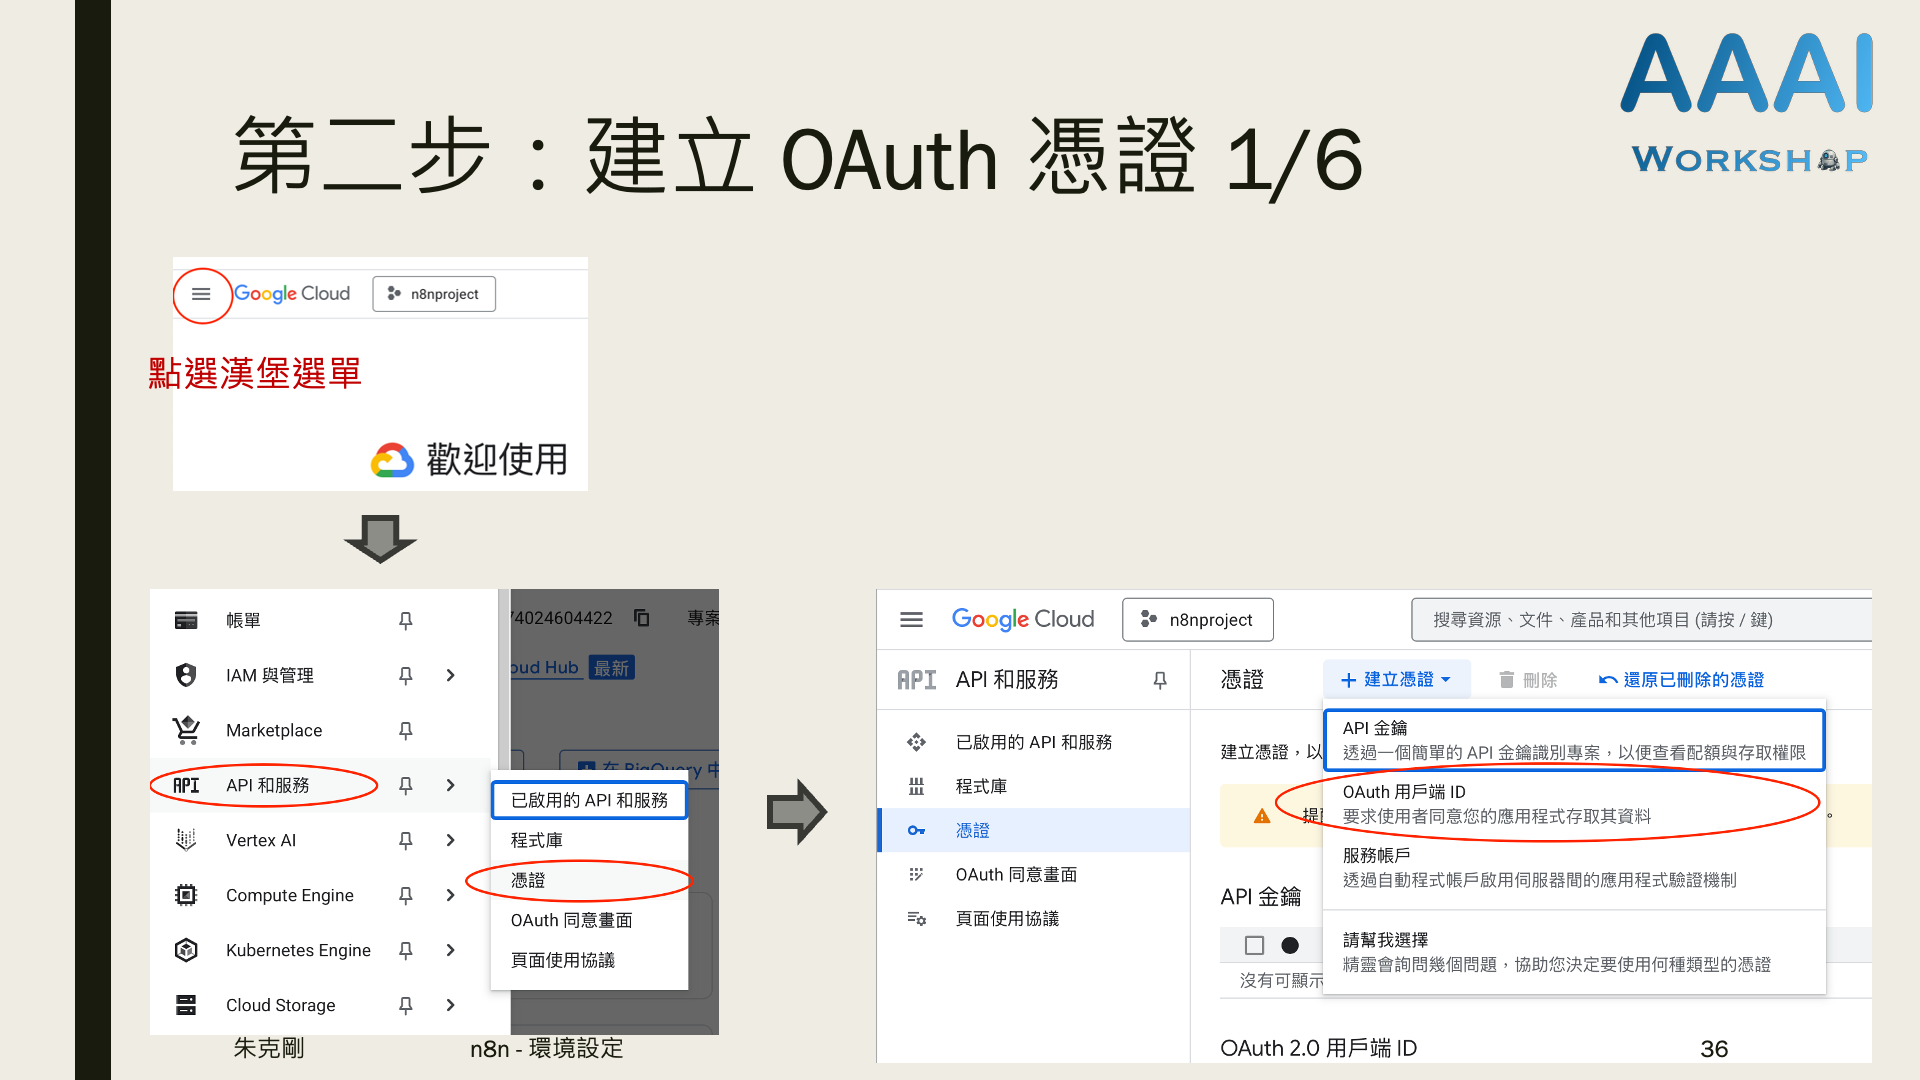 AAAI
WORKSHOP
第二步：建立 OAuth 憑證 1/6
Google Cloud
n8nproject
點選漢堡選單
歡迎使用
帳單
IAM 與管理
Marketplace
API 和服務
Vertex AI
Compute Engine
Kubernetes Engine
Cloud Storage
74024604422
專案
oud Hub
最新
在 BigQuery 中
已啟用的 API 和服務
程式庫
憑證
OAuth 同意畫面
頁面使用協議
Google Cloud
n8nproject
搜尋資源、文件、產品和其他項目 (請按 / 鍵)
API API 和服務
憑證
建立憑證
刪除
還原已刪除的憑證
已啟用的 API 和服務
程式庫
憑證
OAuth 同意畫面
頁面使用協議
建立憑證，以
API 金鑰
透過一個簡單的 API 金鑰識別專案，以便查看配額與存取權限
OAuth 用戶端 ID
要求使用者同意您的應用程式存取其資料
服務帳戶
透過自動程式帳戶啟用伺服器間的應用程式驗證機制
請幫我選擇
精靈會詢問幾個問題，協助您決定要使用何種類型的憑證
API 金鑰
沒有可顯示
OAuth 2.0 用戶端 ID
朱克剛
n8n - 環境設定
36